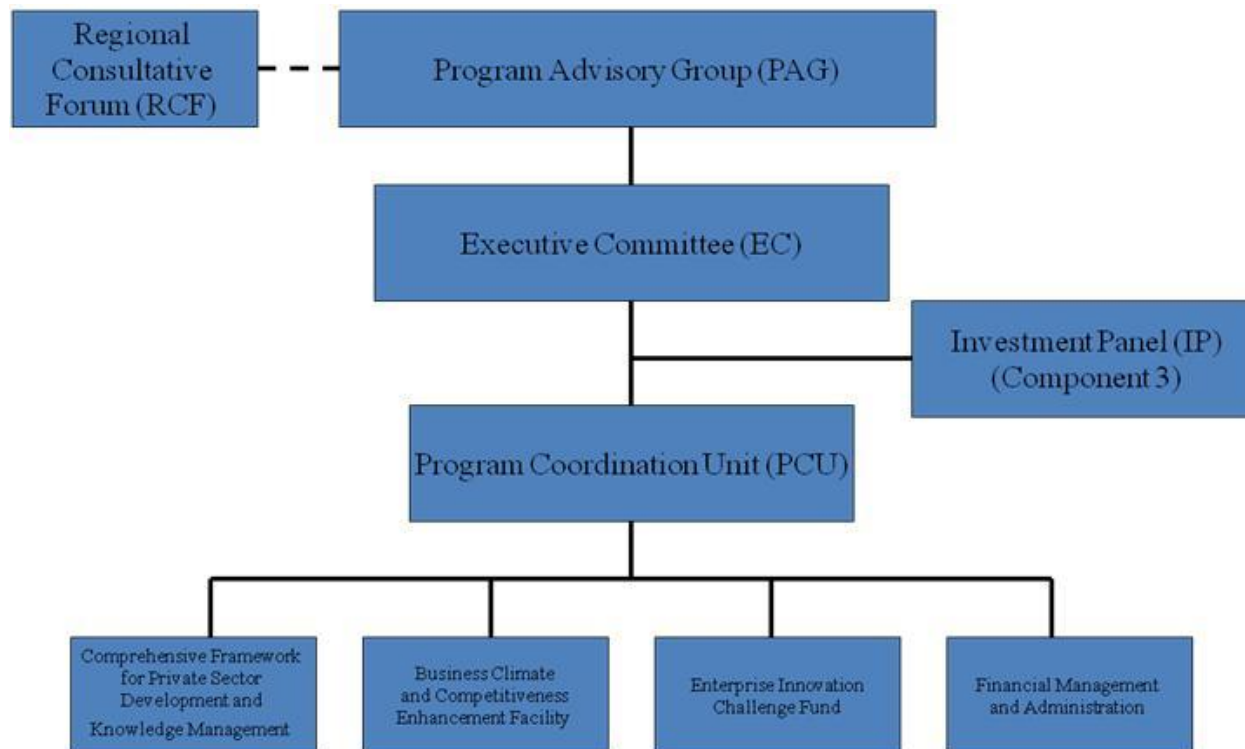 Regional
Consultative
Forum (RCF)
Program Advisory Group (PAG)
Executive Committee (EC)
Investment Panel (IP)
(Component 3)
Program Coordination Unit (PCU)
Comprehensive Framework
for Private Sector
Development and
Knowledge Management
Business Climate
and Competitiveness
Enhancement Facility
Enterprise Innovation
Challenge Fund
Financial Management
and Administration